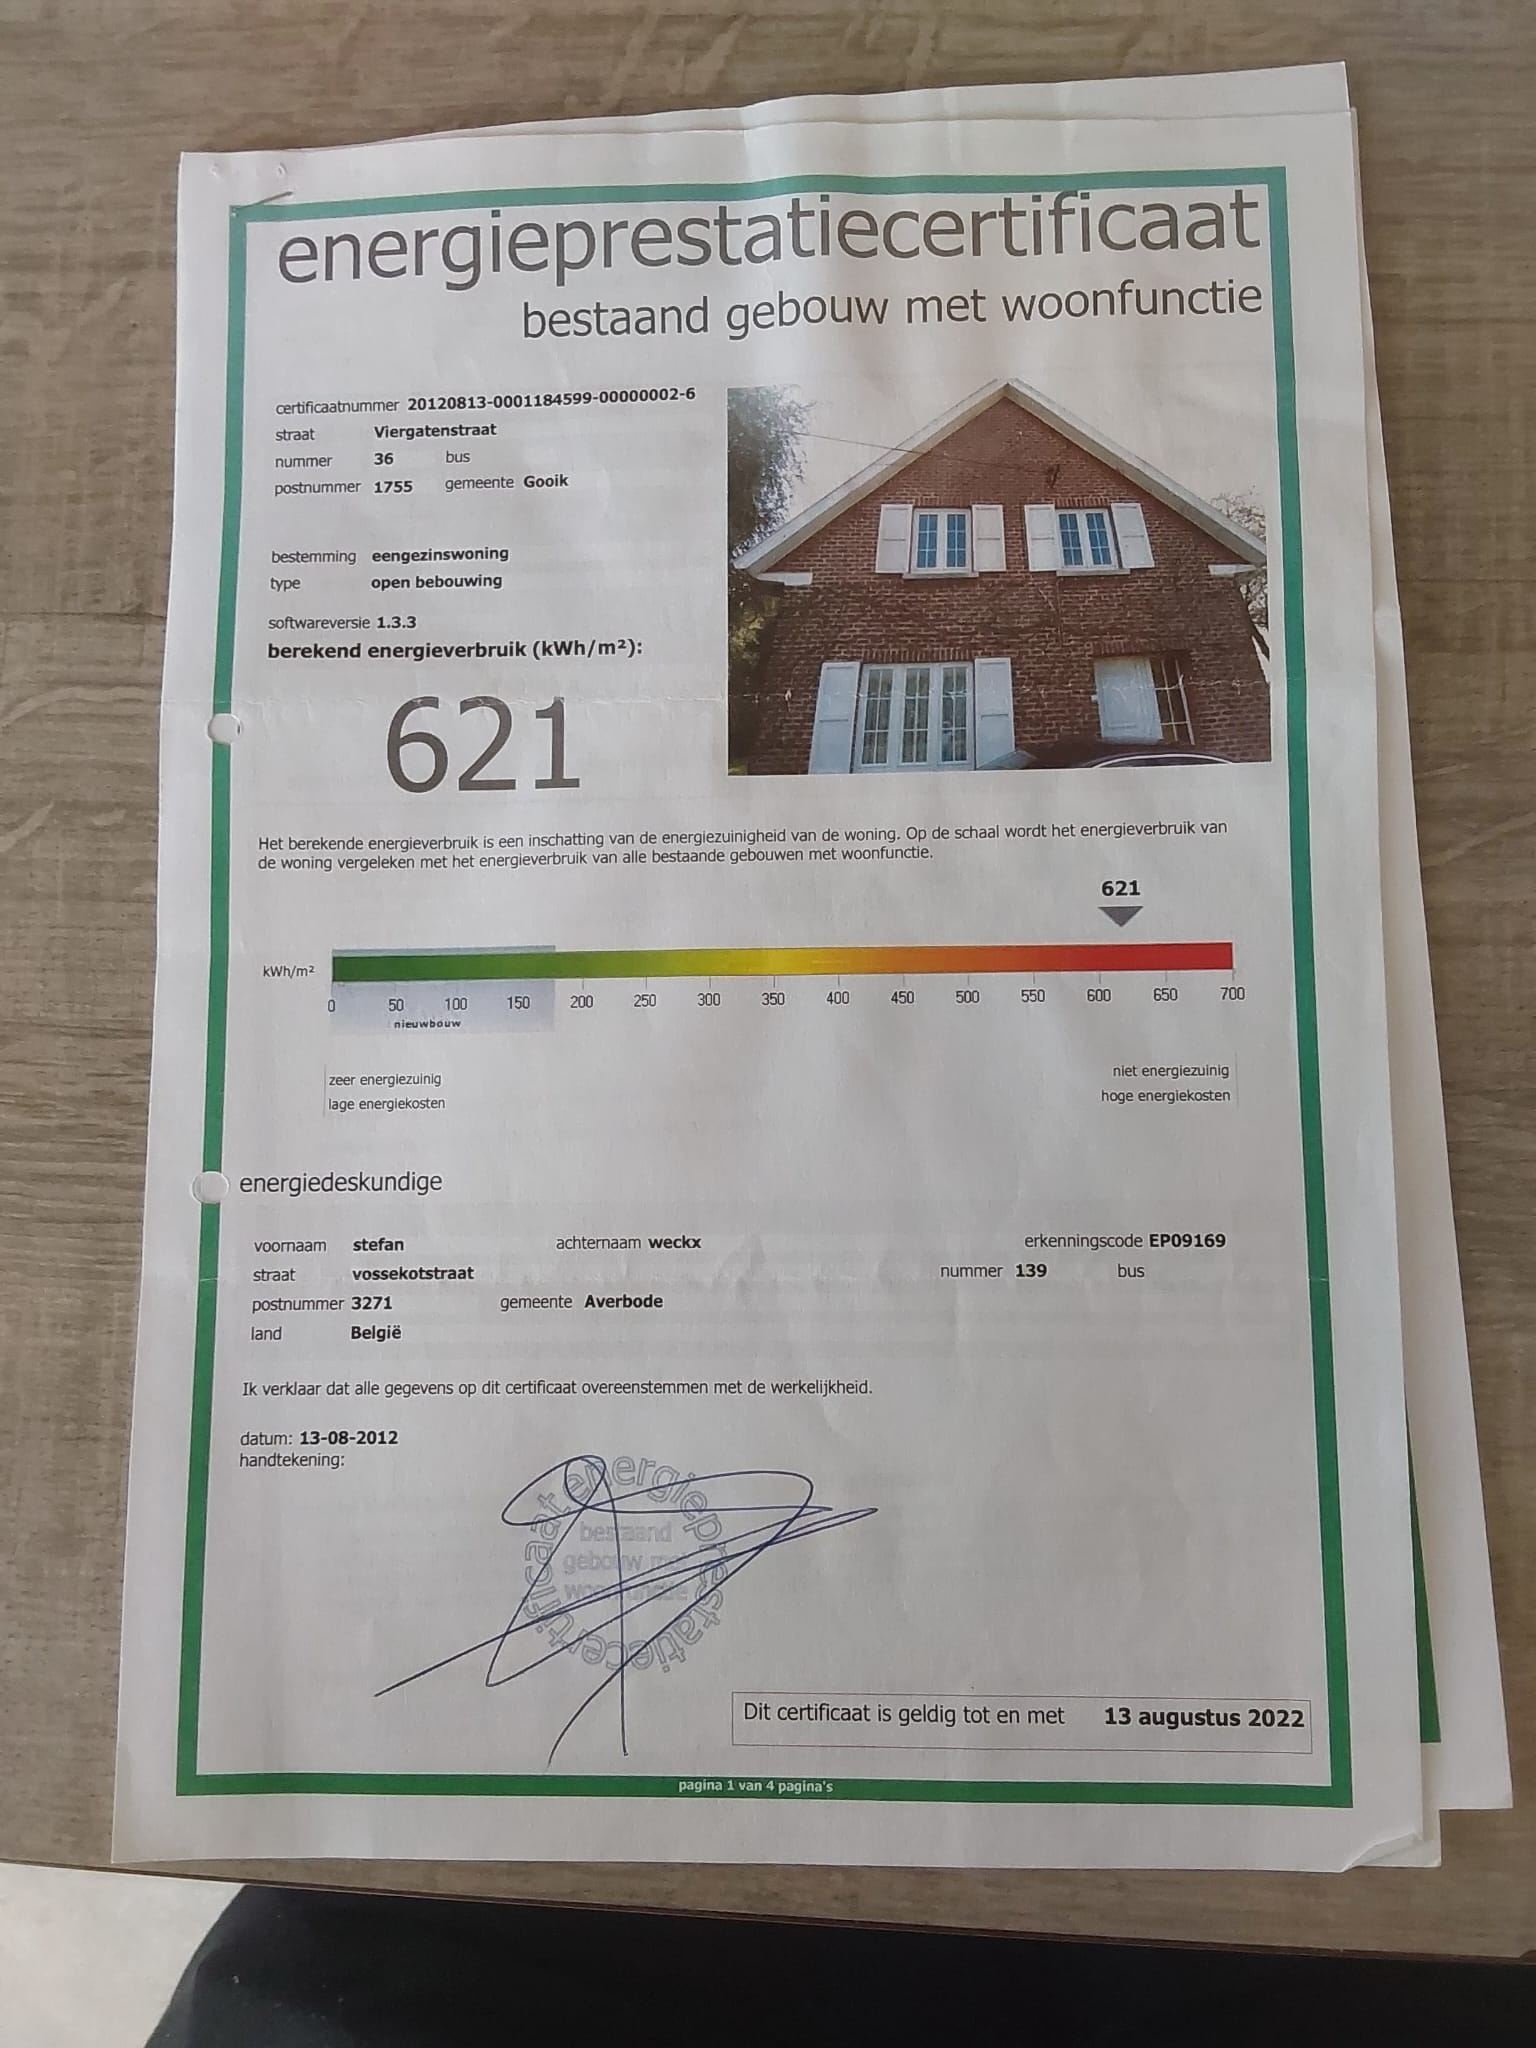 energieprestatiecertificaat
bestaand gebouw met woonfunctie
certificaatnummer 20120813-0001184599-00000002-6
straat Viergatenstraat
nummer 36 bus
postnummer 1755 gemeente Gooik
bestemming eengezinswoning
type open bebouwing
softwareversie 1.3.3
berekend energieverbruik (kWh/m²):
621
Het berekende energieverbruik is een inschatting van de energiezuinigheid van de woning. Op de schaal wordt het energieverbruik van
de woning vergeleken met het energieverbruik van alle bestaande gebouwen met woonfunctie.
621
kWh/m²
0 50 100 150 200 250 300 350 400 450 500 550 600 650 700
nieuwbouw
zeer energiezuinig niet energiezuinig
lage energiekosten hoge energiekosten
energiedeskundige
voornaam stefan achternaam weckx erkenningscode EP09169
straat vossekotstraat nummer 139 bus
postnummer 3271 gemeente Averbode
land België
Ik verklaar dat alle gegevens op dit certificaat overeenstemmen met de werkelijkheid.
datum: 13-08-2012
handtekening:
energieprestatiecertificaat
bestaand
gebouw met
woonfunctie
Dit certificaat is geldig tot en met 13 augustus 2022
pagina 1 van 4 pagina's